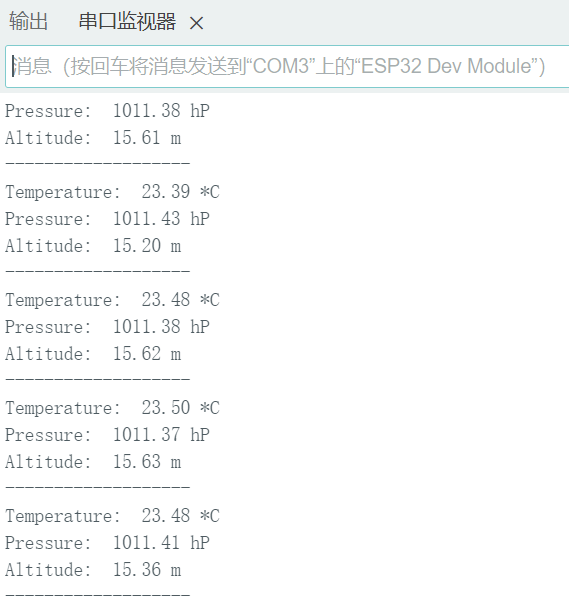 输出 串口监视器 ×
消息（按回车将消息发送到“COM3”上的“ESP32 Dev Module”）
Pressure:  1011.38 hP
Altitude:  15.61 m
-------------------
Temperature:  23.39 *C
Pressure:  1011.43 hP
Altitude:  15.20 m
-------------------
Temperature:  23.48 *C
Pressure:  1011.38 hP
Altitude:  15.62 m
-------------------
Temperature:  23.50 *C
Pressure:  1011.37 hP
Altitude:  15.63 m
-------------------
Temperature:  23.48 *C
Pressure:  1011.41 hP
Altitude:  15.36 m
-------------------